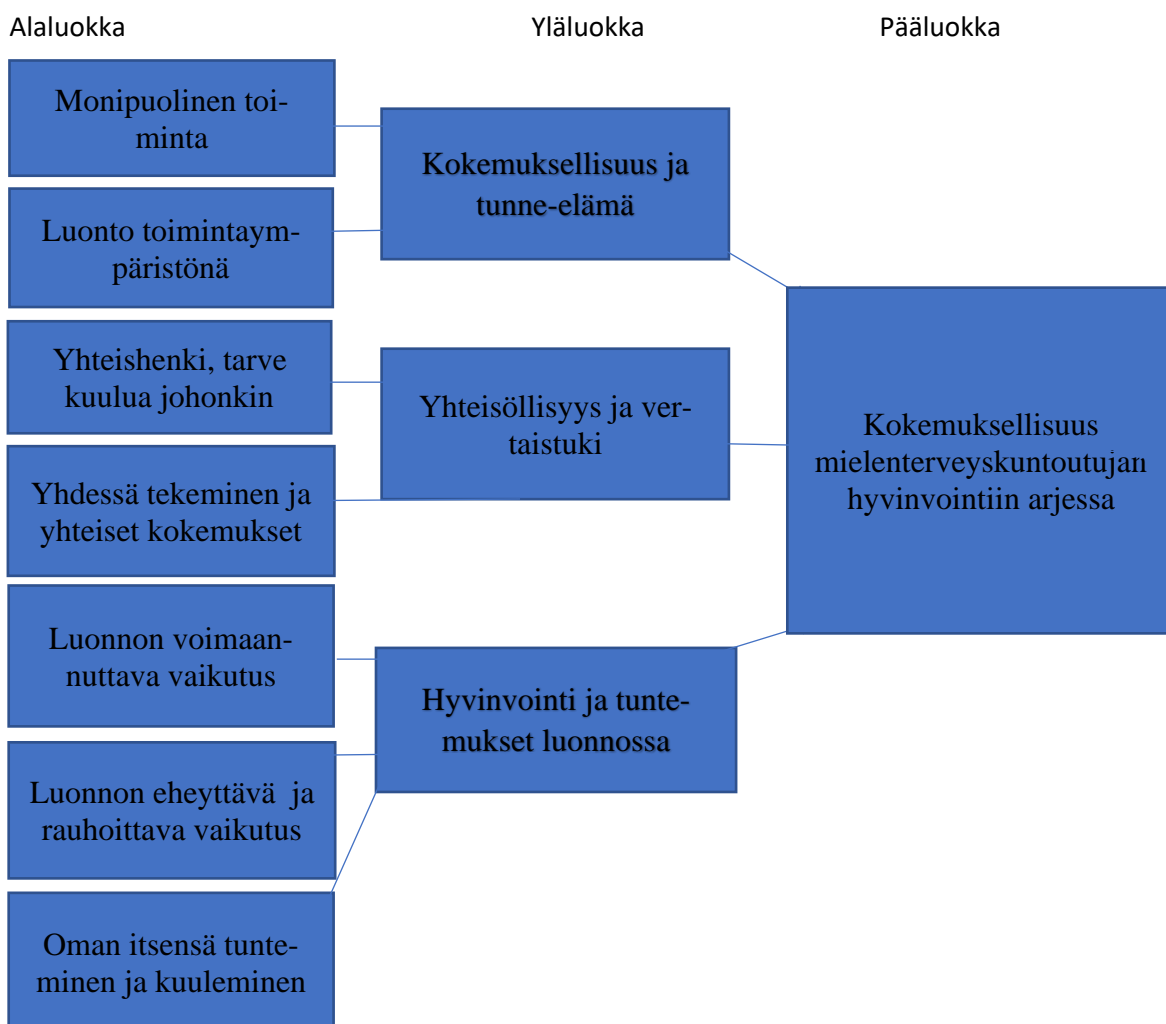 Alaluokka
Yläluokka
Pääluokka
Monipuolinen toi-
minta
Luonto toimintaym-
päristönä
Yhteishenki, tarve
kuulua johonkin
Yhdessä tekeminen ja
yhteiset kokemukset
Luonnon voimaan-
nuttava vaikutus
Luonnon eheyttävä ja
rauhoittava vaikutus
Oman itsensä tunte-
minen ja kuuleminen
Kokemuksellisuus ja
tunne-elämä
Yhteisöllisyys ja ver-
taistuki
Hyvinvointi ja tunte-
mukset luonnossa
Kokemuksellisuus
mielenterveyskuntoutujan
hyvinvointiin arjessa